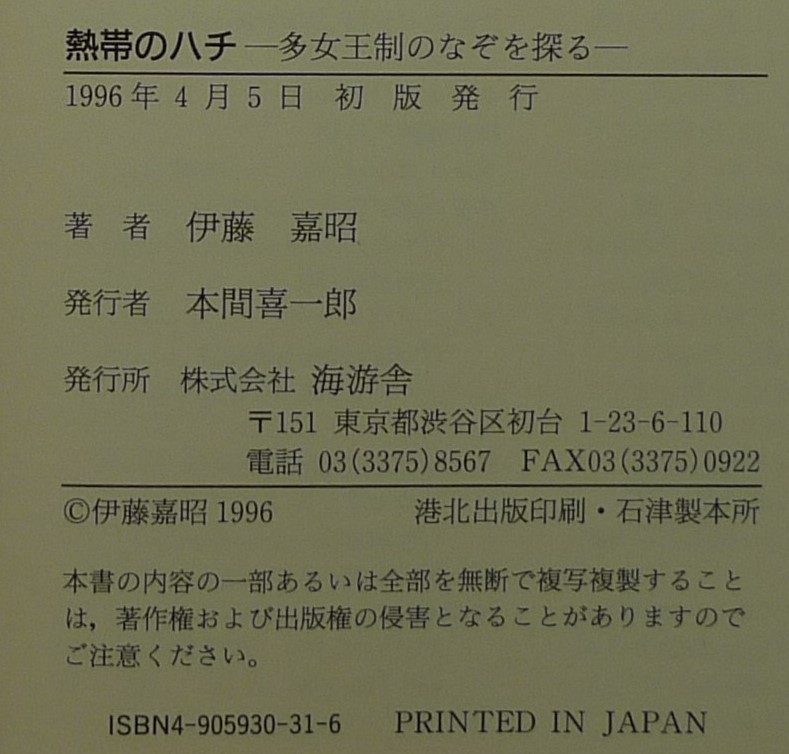 熱帯のハチ―多女王制のなぞを探る―
1996年 4 月 5 日 初 版 発 行
著 者 伊藤 嘉昭
発行者 本間喜一郎
発行所 株式会社 海游舎
〒151 東京都渋谷区初台 1-23-6-110
電話 03(3375)8567 FAX03(3375)0922
©伊藤嘉昭 1996 港北出版印刷・石津製本所
本書の内容の一部あるいは全部を無断で複写複製すること
は，著作権および出版権の侵害となることがありますので
ご注意ください。
ISBN4-905930-31-6 PRINTED IN JAPAN